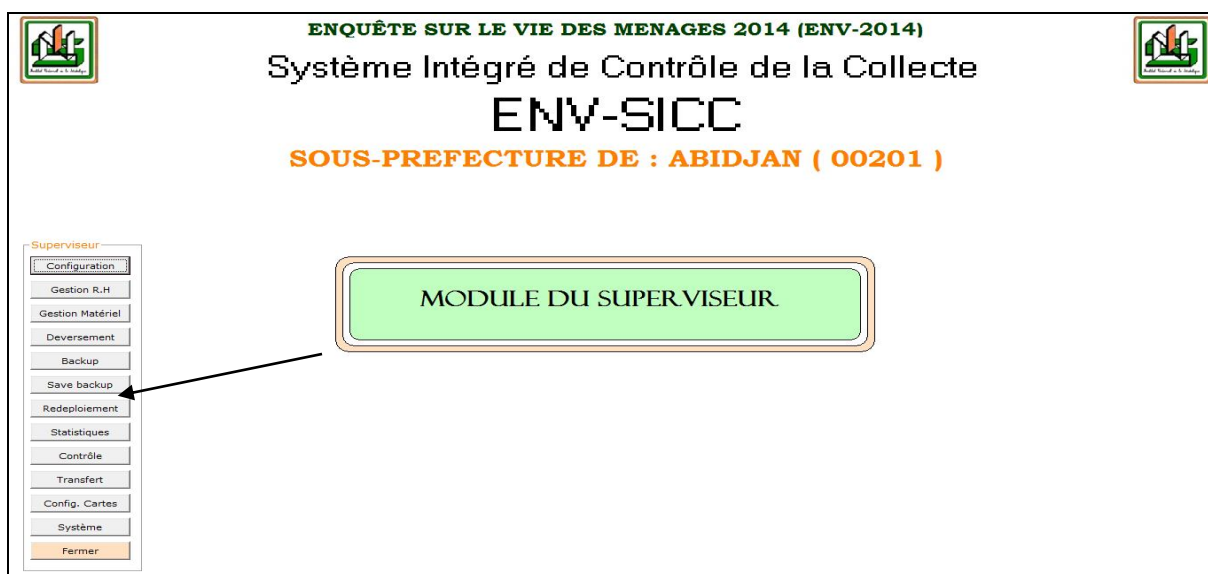 ENQUÊTE SUR LE VIE DES MENAGES 2014 (ENV-2014)
Système Intégré de Contrôle de la Collecte
ENV-SICC
SOUS-PREFECTURE DE : ABIDJAN ( 00201 )
Superviseur
Configuration
Gestion R.H
Gestion Matériel
Deversement
Backup
Save backup
Redeploiement
Statistiques
Contrôle
Transfert
Config. Cartes
Système
Fermer
MODULE DU SUPERVISEUR